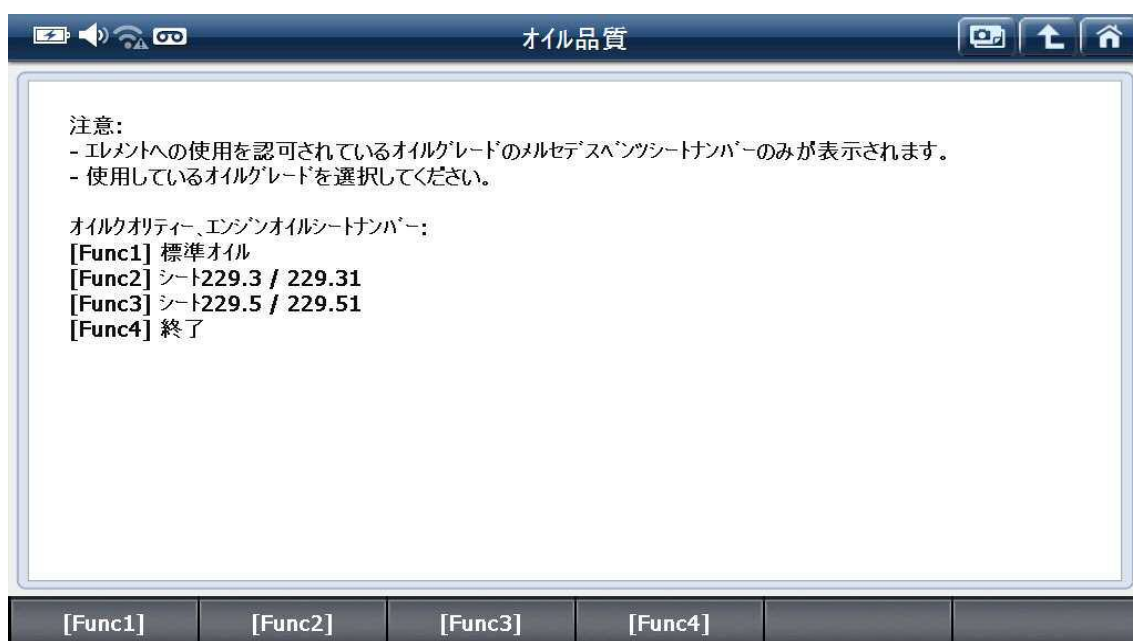 オイル品質
注意:
- エレメントへの使用を認可されているオイルグレードのメルセデスベンツシートナンバーのみが表示されます。
- 使用しているオイルグレードを選択してください。
オイルクオリティー、エンジンオイルシートナンバー:
[Func1] 標準オイル
[Func2] シート229.3 / 229.31
[Func3] シート229.5 / 229.51
[Func4] 終了
[Func1] [Func2] [Func3] [Func4]